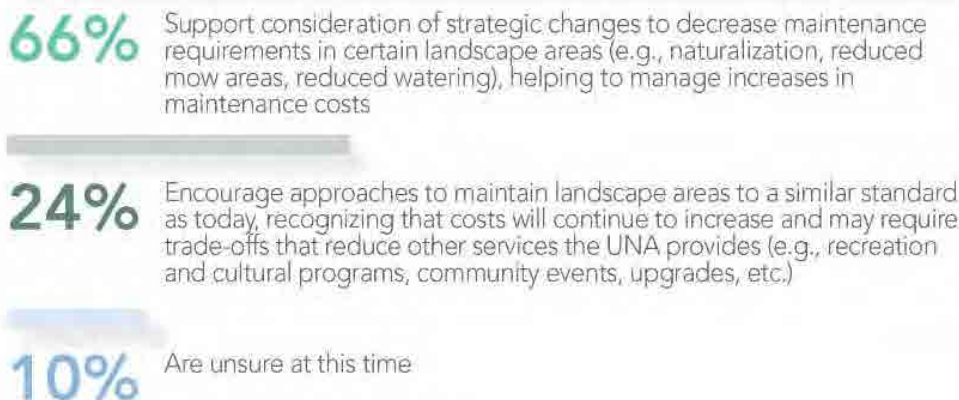 66% Support consideration of strategic changes to decrease maintenance
requirements in certain landscape areas (e.g., naturalization, reduced
mow areas, reduced watering), helping to manage increases in
maintenance costs
24% Encourage approaches to maintain landscape areas to a similar standard
as today, recognizing that costs will continue to increase and may require
trade-offs that reduce other services the UNA provides (e.g., recreation
and cultural programs, community events, upgrades, etc.)
10% Are unsure at this time